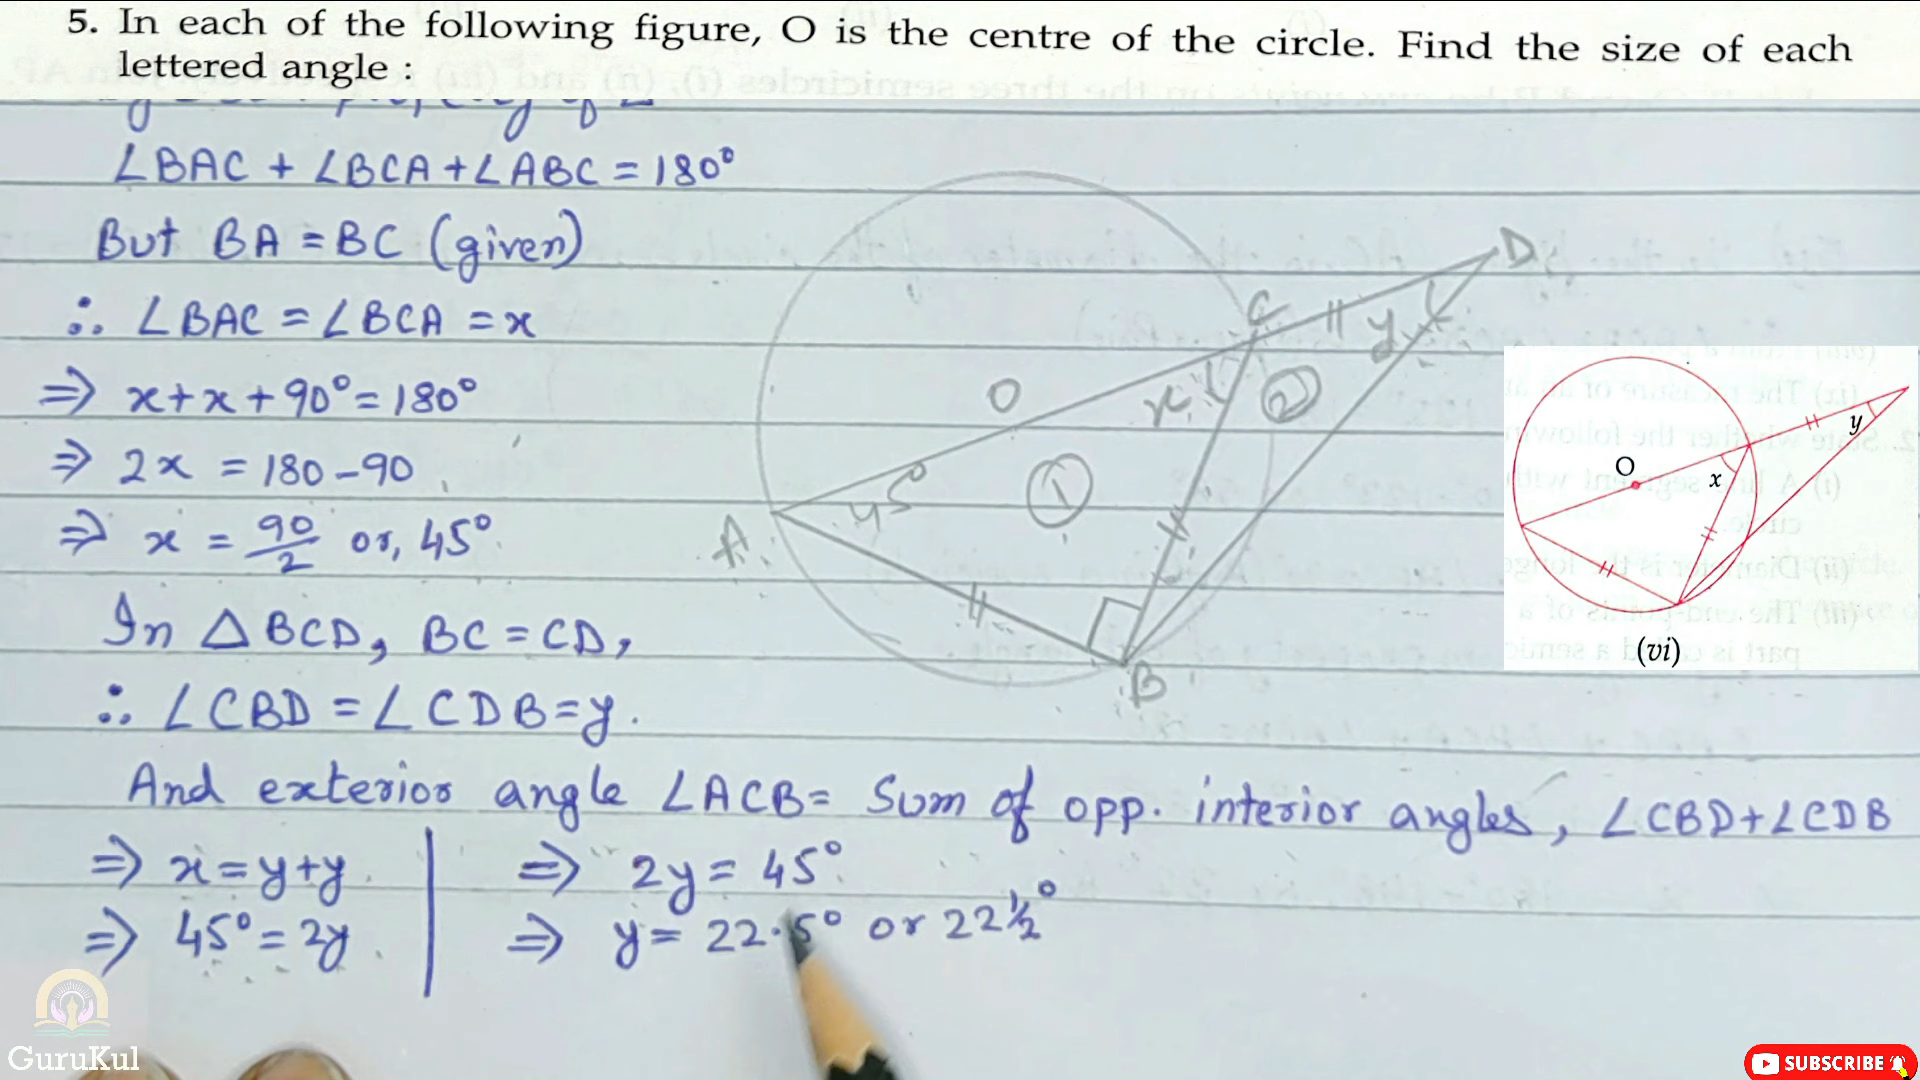 5. In each of the following figure, O is the centre of the circle. Find the size of each
lettered angle :
∠BAC + ∠BCA + ∠ABC = 180°
But BA = BC (given)
∴ ∠BAC = ∠BCA = x
⇒ x + x + 90° = 180°
⇒ 2x = 180 - 90
⇒ x = 90/2 or, 45°
In △ BCD, BC = CD,
∴ ∠CBD = ∠CDB = y.
And exterior angle ∠ACB = Sum of opp. interior angles, ∠CBD + ∠CDB
⇒ x = y + y
⇒ 45° = 2y
⇒ 2y = 45°
⇒ y = 22.5° or 22½°
D
C
y
x
2
O
1
45°
A
B
y
O
x
(vi)
GuruKul
SUBSCRIBE